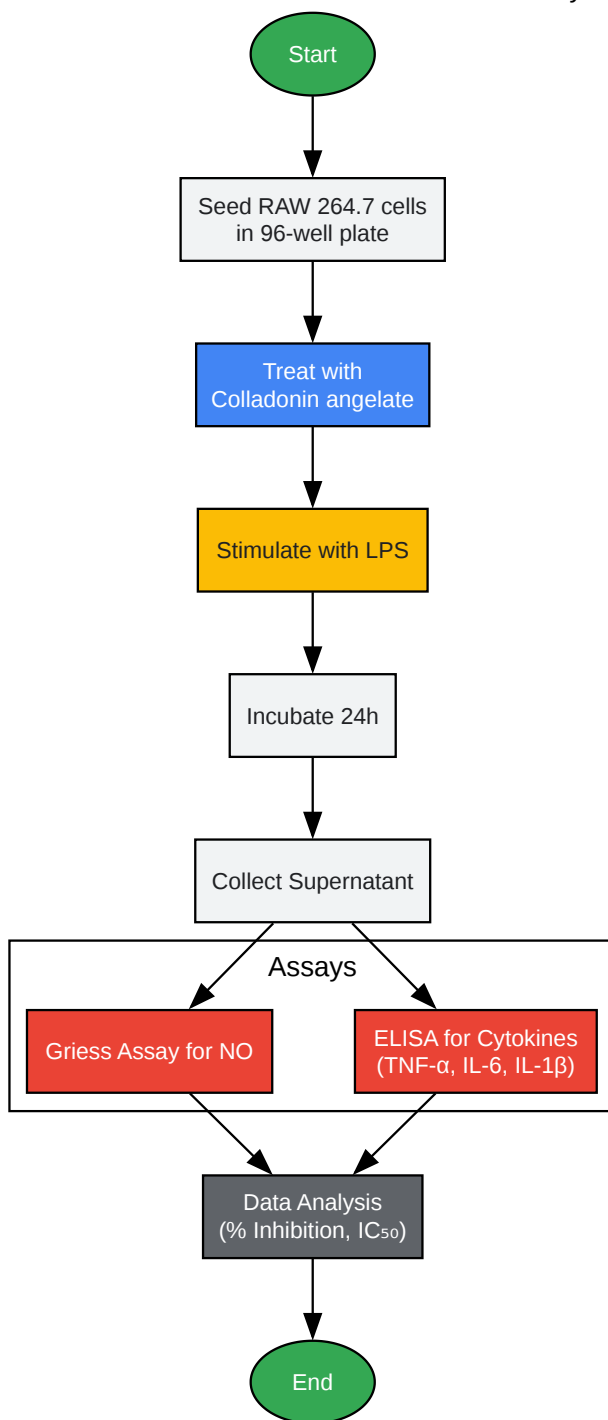 Start
Seed RAW 264.7 cells
in 96-well plate
Treat with
Colladonin angelate
Stimulate with LPS
Incubate 24h
Collect Supernatant
Assays
Griess Assay for NO
ELISA for Cytokines
(TNF-α, IL-6, IL-1β)
Data Analysis
(% Inhibition, IC₅₀)
End